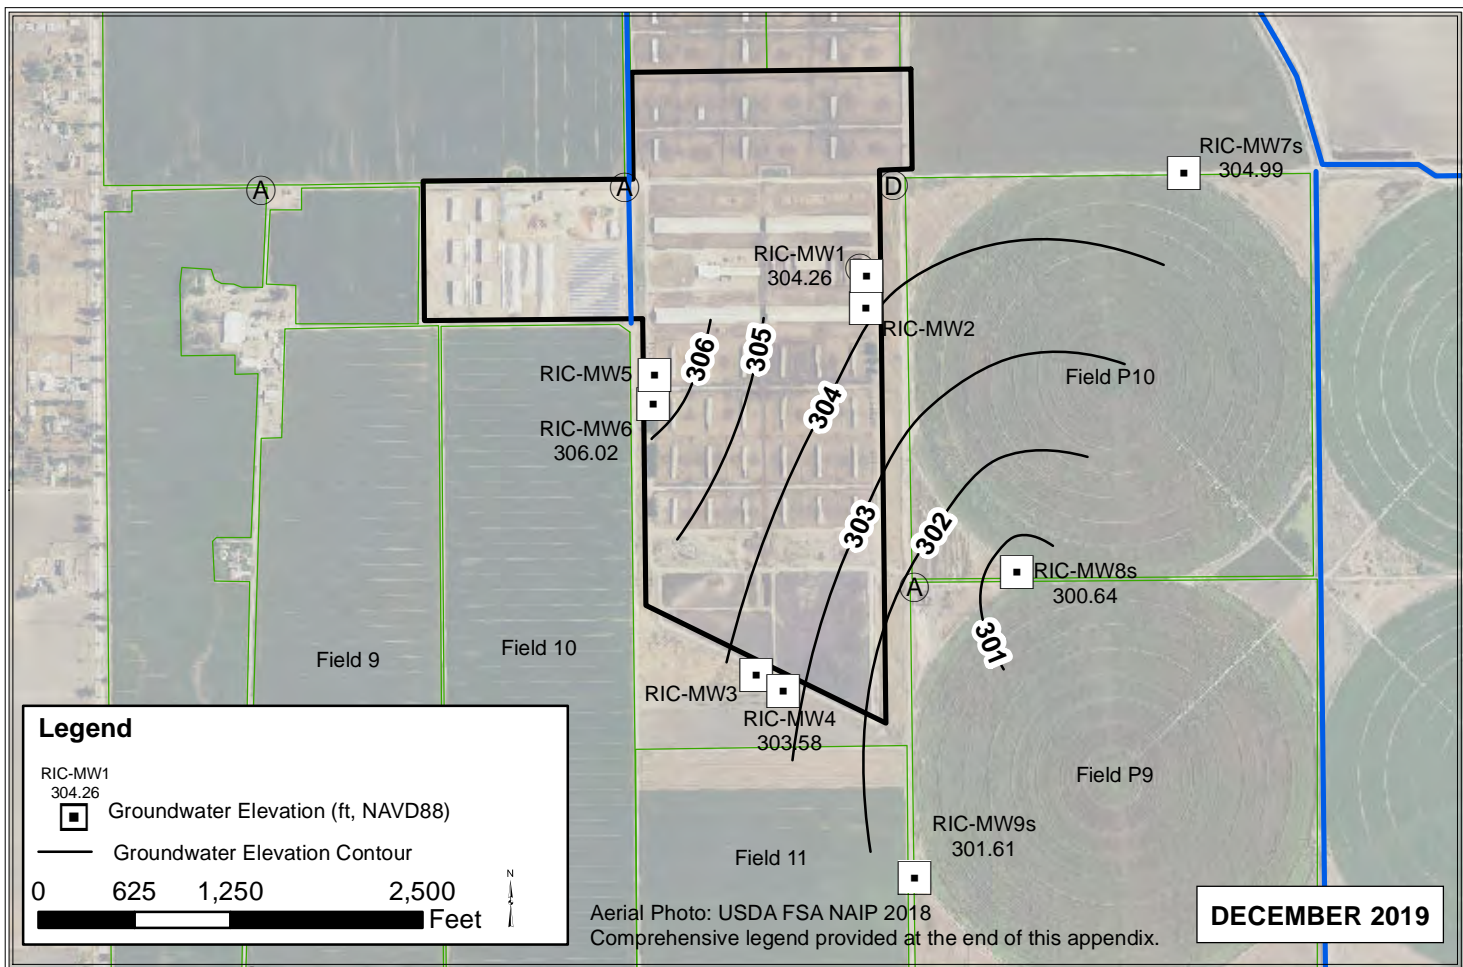 RIC-MW7s
304.99
A
A
D
RIC-MW1
304.26
RIC-MW2
306
305
304
RIC-MW5
RIC-MW6
306.02
Field P10
303
302
RIC-MW8s
300.64
A
301
Field 9
Field 10
RIC-MW3
RIC-MW4
303.58
Field P9
RIC-MW9s
301.61
Field 11
Legend
RIC-MW1
304.26
Groundwater Elevation (ft, NAVD88)
Groundwater Elevation Contour
N
0 625 1,250 2,500
Feet
Aerial Photo: USDA FSA NAIP 2018
Comprehensive legend provided at the end of this appendix.
DECEMBER 2019